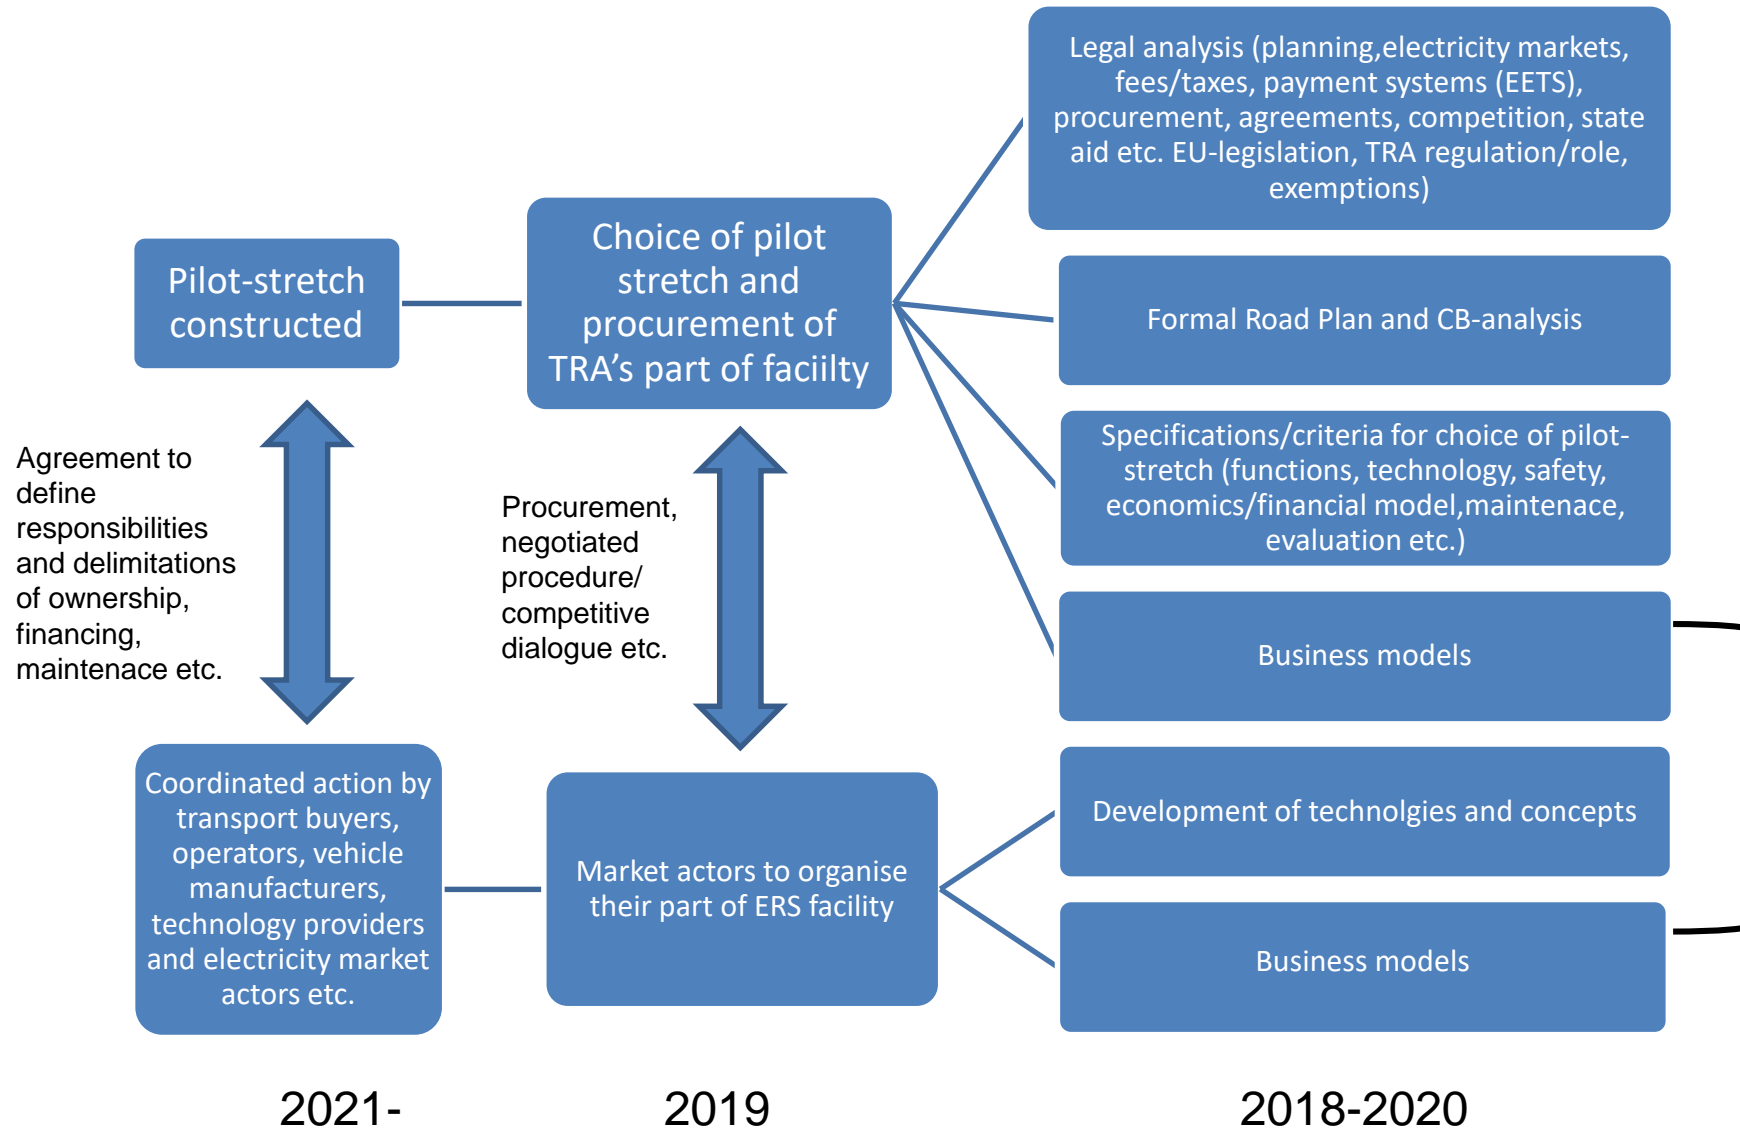 Legal analysis (planning,electricity markets,
fees/taxes, payment systems (EETS),
procurement, agreements, competition, state
aid etc. EU-legislation, TRA regulation/role,
exemptions)
Pilot-stretch
constructed
Choice of pilot
stretch and
procurement of
TRA’s part of faciilty
Formal Road Plan and CB-analysis
Specifications/criteria for choice of pilot-
stretch (functions, technology, safety,
economics/financial model,maintenace,
evaluation etc.)
Agreement to
define
responsibilities
and delimitations
of ownership,
financing,
maintenace etc.
Procurement,
negotiated
procedure/
competitive
dialogue etc.
Business models
Coordinated action by
transport buyers,
operators, vehicle
manufacturers,
technology providers
and electricity market
actors etc.
Market actors to organise
their part of ERS facility
Development of technolgies and concepts
Business models
2021-
2019
2018-2020